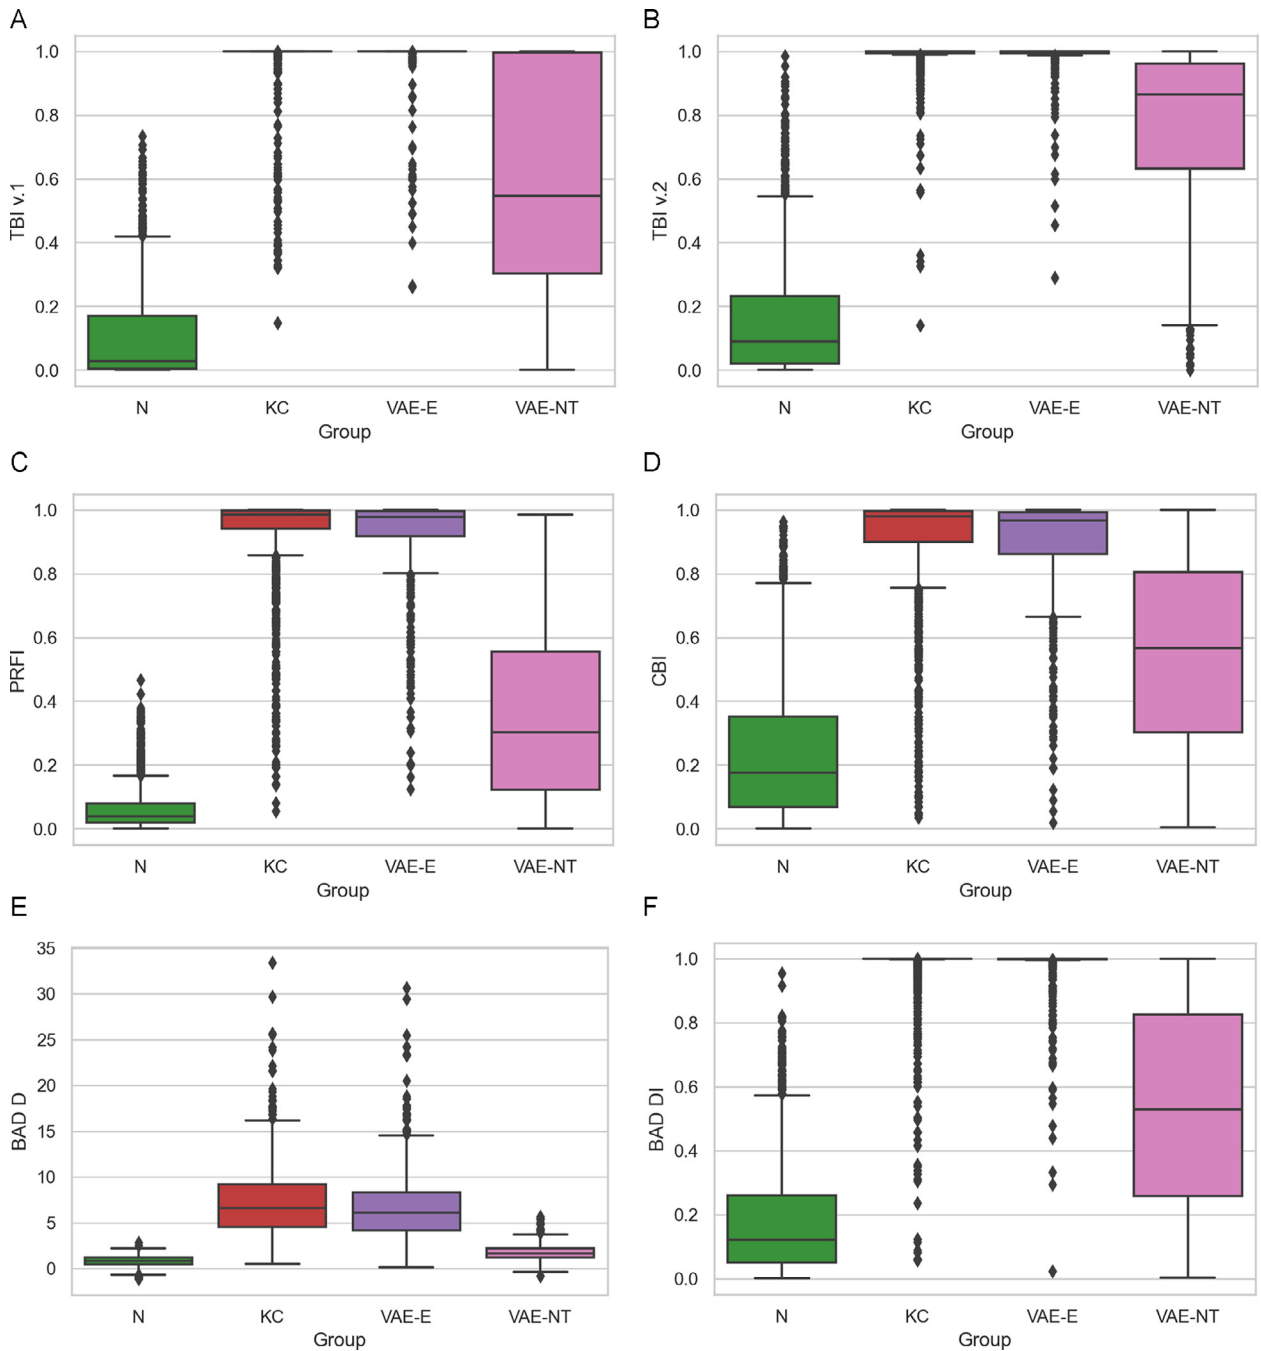 A
TBI v.1
1.0
0.8
0.6
0.4
0.2
0.0
N KC VAE-E VAE-NT
Group
B
TBI v.2
1.0
0.8
0.6
0.4
0.2
0.0
N KC VAE-E VAE-NT
Group
C
PRFI
1.0
0.8
0.6
0.4
0.2
0.0
N KC VAE-E VAE-NT
Group
D
CBI
1.0
0.8
0.6
0.4
0.2
0.0
N KC VAE-E VAE-NT
Group
E
BAD D
35
30
25
20
15
10
5
0
N KC VAE-E VAE-NT
Group
F
BAD DI
1.0
0.8
0.6
0.4
0.2
0.0
N KC VAE-E VAE-NT
Group